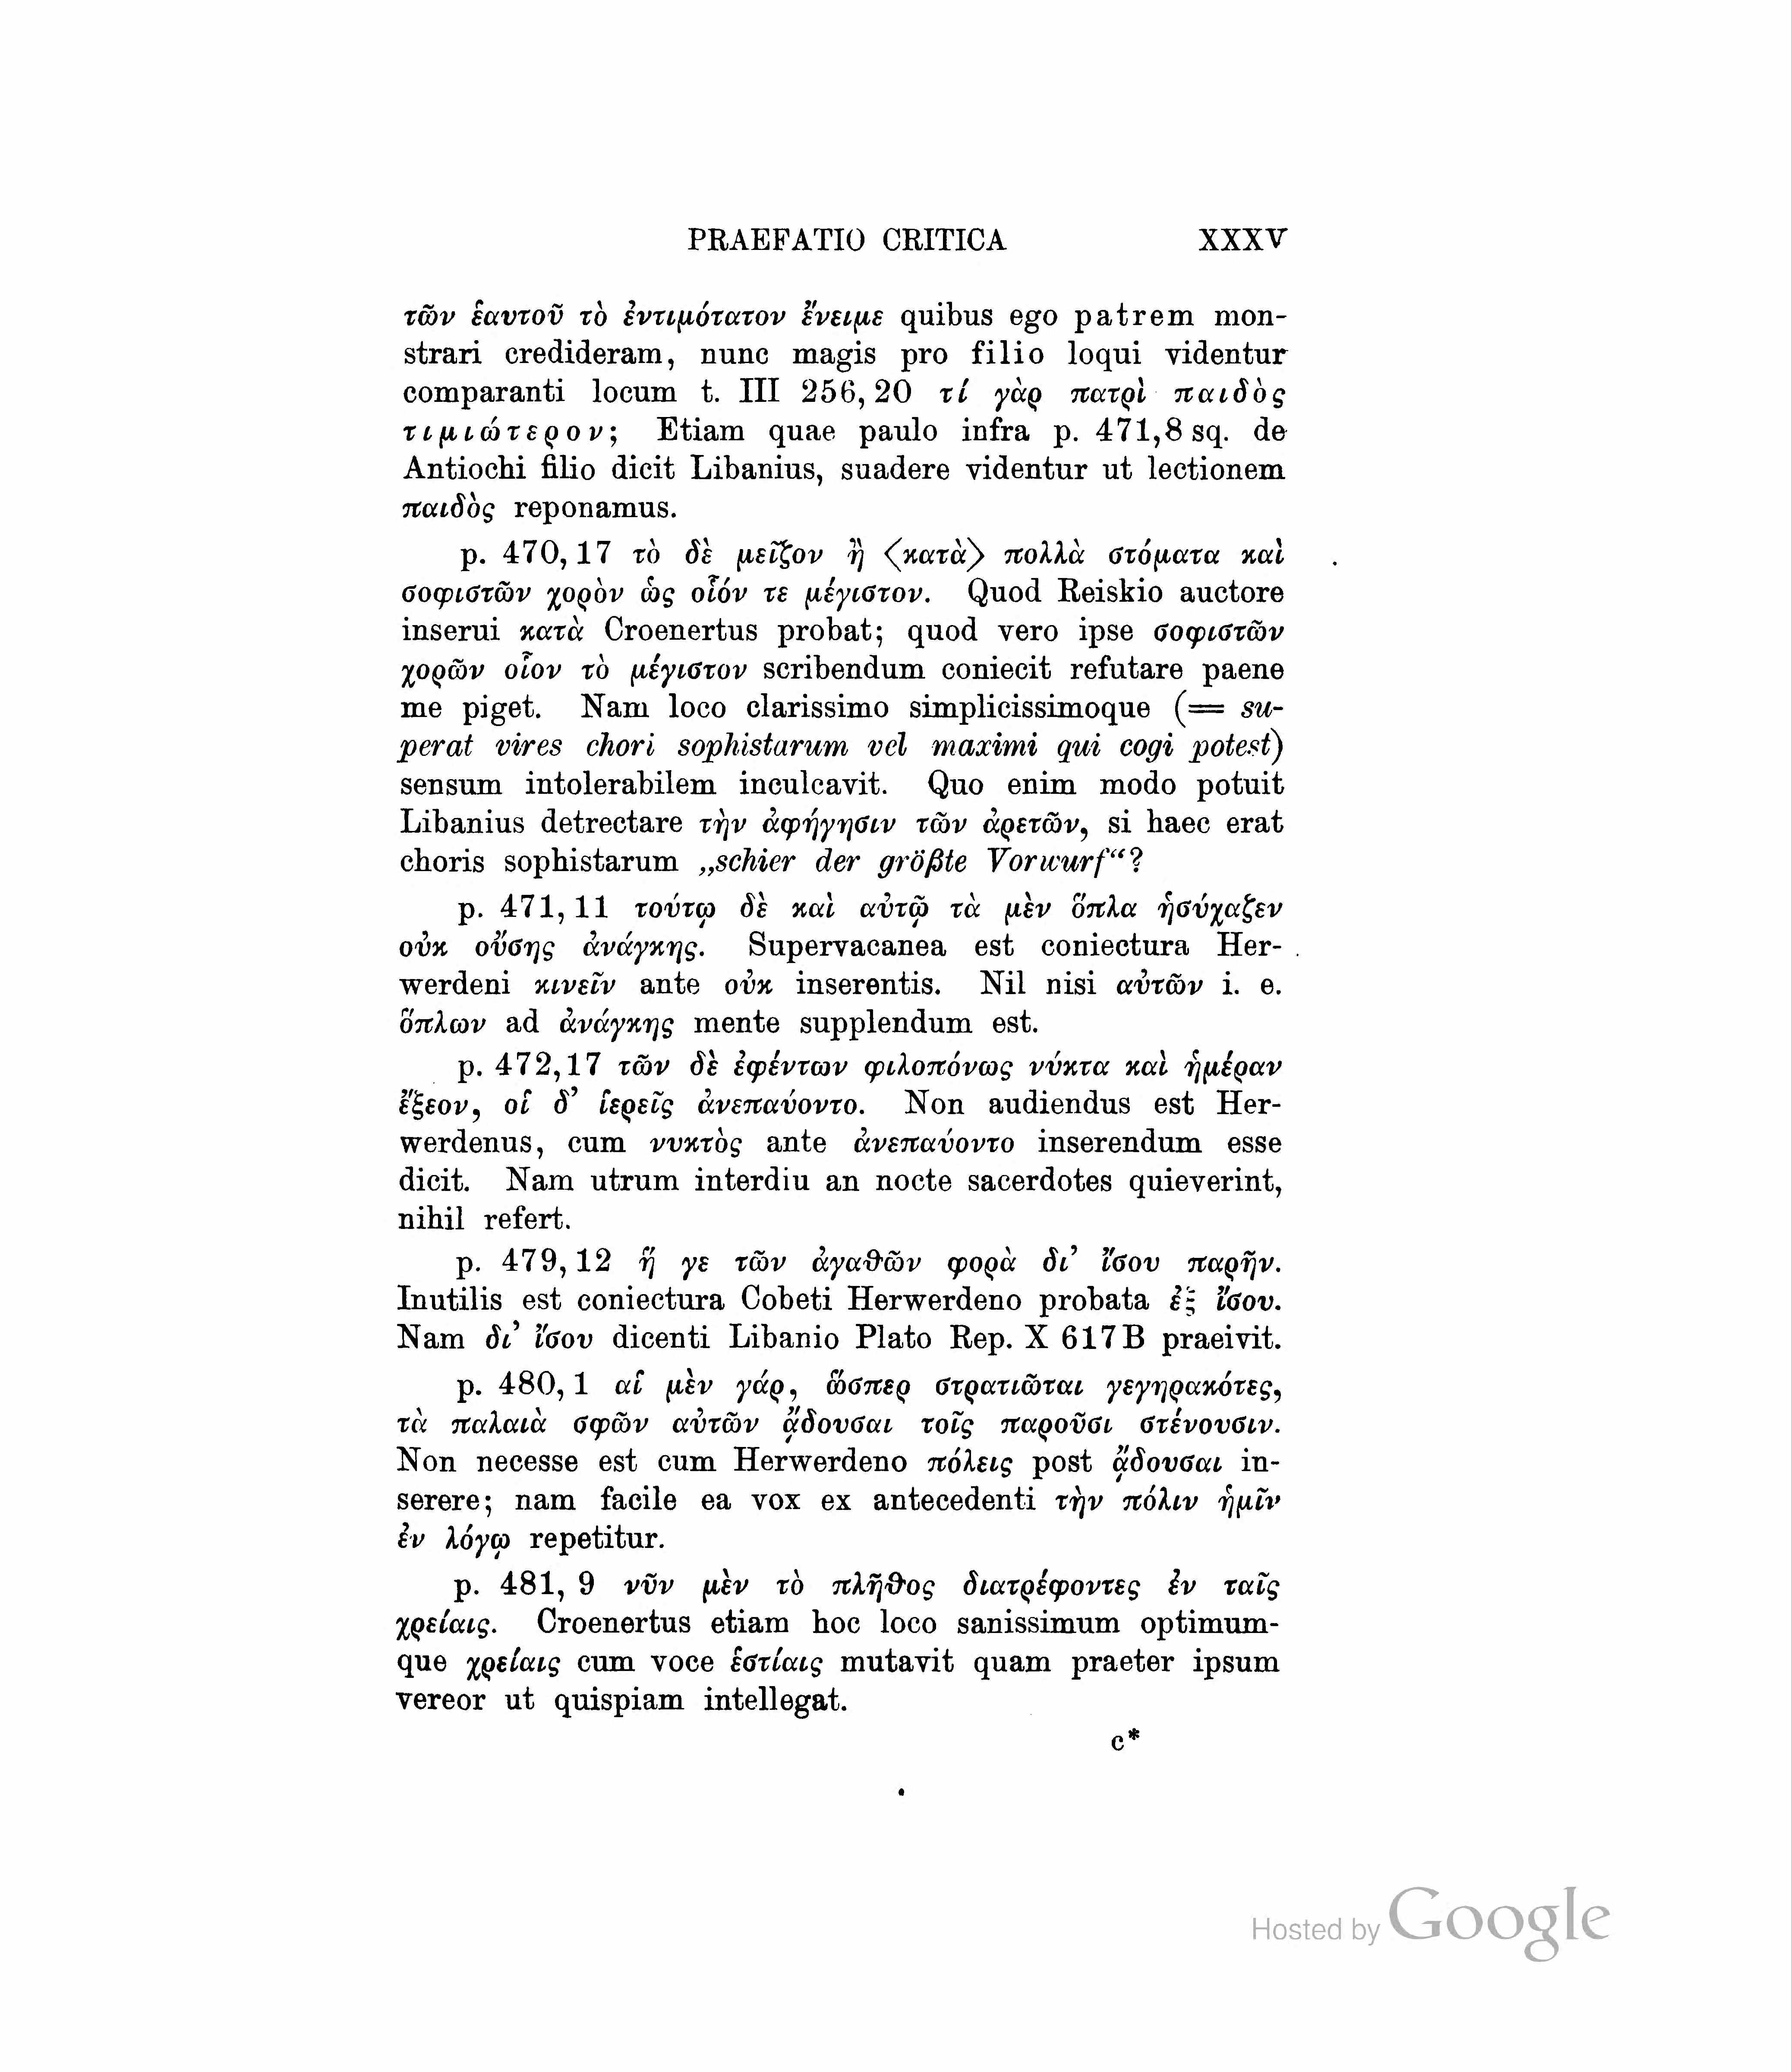 PRAEFATIO CRITICA XXXV
τῶν ἑαυτοῦ τὸ ἐντιμότατον ἔνειμε quibus ego patrem mon-
strari credideram, nunc magis pro filio loqui videntur
comparanti locum t. III 256, 20 τί γὰρ πατρὶ παιδὸς
τιμιώτερον; Etiam quae paulo infra p. 471,8 sq. de
Antiochi filio dicit Libanius, suadere videntur ut lectionem
παιδὸς reponamus.
p. 470, 17 τὸ δὲ μεῖζον ἢ ⟨κατὰ⟩ πολλὰ στόματα καὶ
σοφιστῶν χορὸν ὡς οἷόν τε μέγιστον. Quod Reiskio auctore
inserui κατὰ Croenertus probat; quod vero ipse σοφιστῶν
χορῶν οἷον τὸ μέγιστον scribendum coniecit refutare paene
me piget. Nam loco clarissimo simplicissimoque (= su-
perat vires chori sophistarum vel maximi qui cogi potest)
sensum intolerabilem inculcavit. Quo enim modo potuit
Libanius detrectare τὴν ἀφήγησιν τῶν ἀρετῶν, si haec erat
choris sophistarum „schier der größte Vorwurf“?
p. 471, 11 τούτῳ δὲ καὶ αὐτῷ τὰ μὲν ὅπλα ἡσύχαζεν
οὐκ οὔσης ἀνάγκης. Supervacanea est coniectura Her-
werdeni κινεῖν ante οὐκ inserentis. Nil nisi αὐτῶν i. e.
ὅπλων ad ἀνάγκης mente supplendum est.
p. 472,17 τῶν δὲ ἐφέντων φιλοπόνως νύκτα καὶ ἡμέραν
ἔξεον, οἱ δ’ ἱερεῖς ἀνεπαύοντο. Non audiendus est Her-
werdenus, cum νυκτὸς ante ἀνεπαύοντο inserendum esse
dicit. Nam utrum interdiu an nocte sacerdotes quieverint,
nihil refert.
p. 479, 12 ἥ γε τῶν ἀγαθῶν φορὰ δι’ ἴσου παρῆν.
Inutilis est coniectura Cobeti Herwerdeno probata ἐξ ἴσου.
Nam δι’ ἴσου dicenti Libanio Plato Rep. X 617B praeivit.
p. 480, 1 αἱ μὲν γάρ, ὥσπερ στρατιῶται γεγηρακότες,
τὰ παλαιὰ σφῶν αὐτῶν ᾄδουσαι τοῖς παροῦσι στένουσιν.
Non necesse est cum Herwerdeno πόλεις post ᾄδουσαι in-
serere; nam facile ea vox ex antecedenti τὴν πόλιν ἡμῖν
ἐν λόγῳ repetitur.
p. 481, 9 νῦν μὲν τὸ πλῆθος διατρέφοντες ἐν ταῖς
χρείαις. Croenertus etiam hoc loco sanissimum optimum-
que χρείαις cum voce ἑστίαις mutavit quam praeter ipsum
vereor ut quispiam intellegat.
c*
Hosted by Google